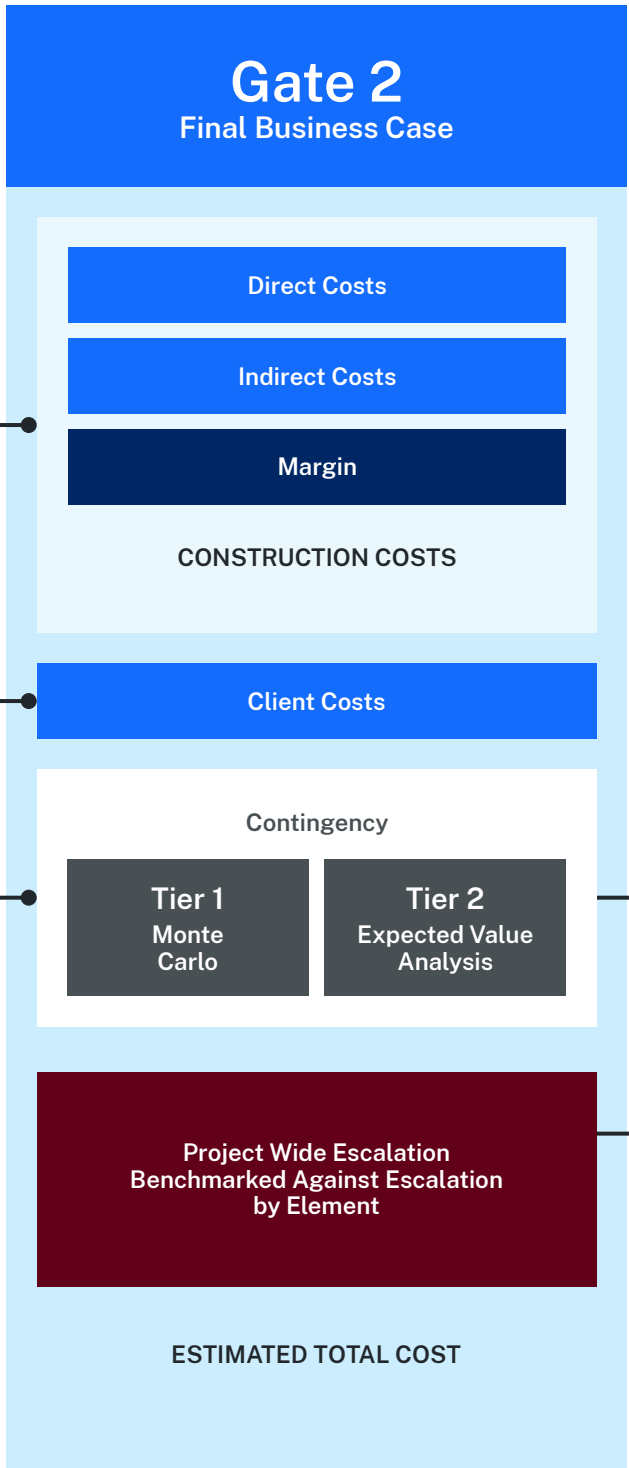 Gate 2
Final Business Case
Direct Costs
Indirect Costs
Margin
CONSTRUCTION COSTS
Client Costs
Contingency
Tier 1
Monte
Carlo
Tier 2
Expected Value
Analysis
Project Wide Escalation
Benchmarked Against Escalation
by Element
ESTIMATED TOTAL COST